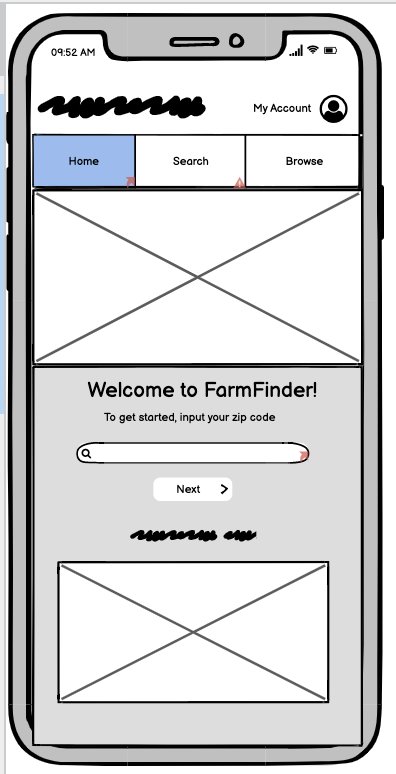 09:52 AM
My Account
Home
Search
Browse
Welcome to FarmFinder!
To get started, input your zip code
Next